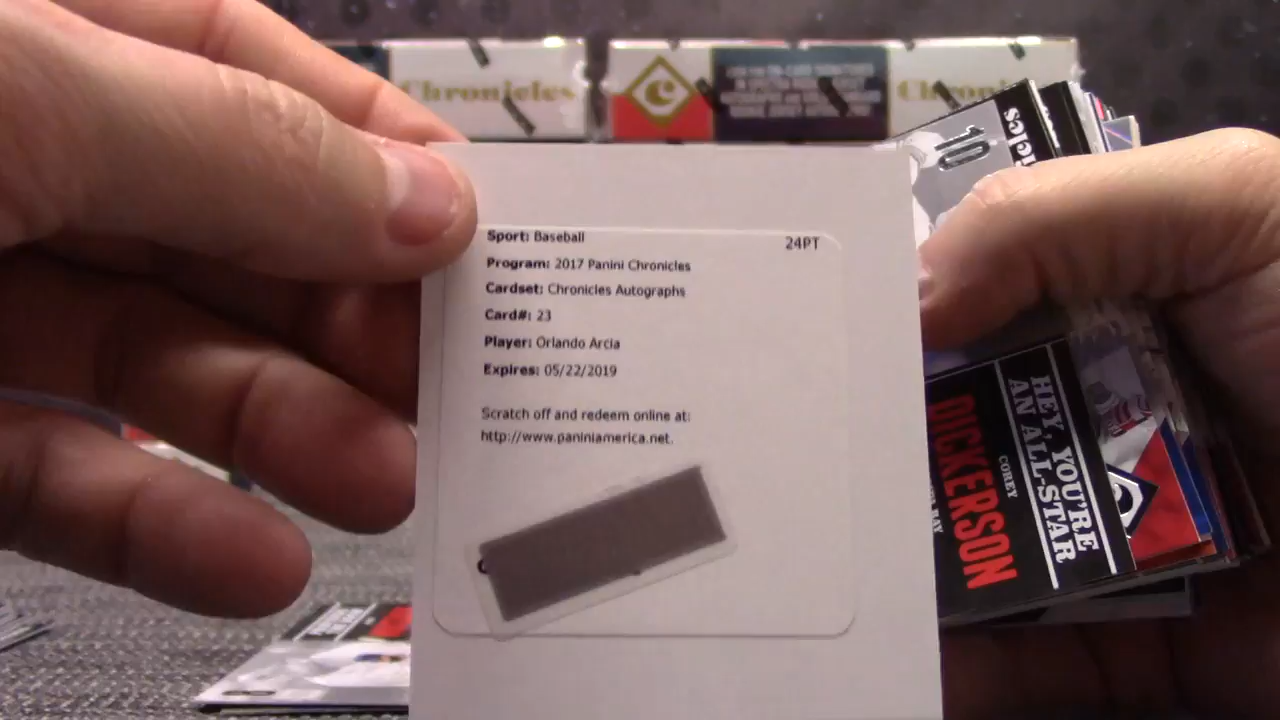 Chronicles
Sport: Baseball
24PT
Program: 2017 Panini Chronicles
Cardset: Chronicles Autographs
Card#: 23
Player: Orlando Arcia
Expires: 05/22/2019
Scratch off and redeem online at:
http://www.paniniamerica.net.
10
HEY, YOU'RE
AN ALL-STAR
COREY
DICKERSON